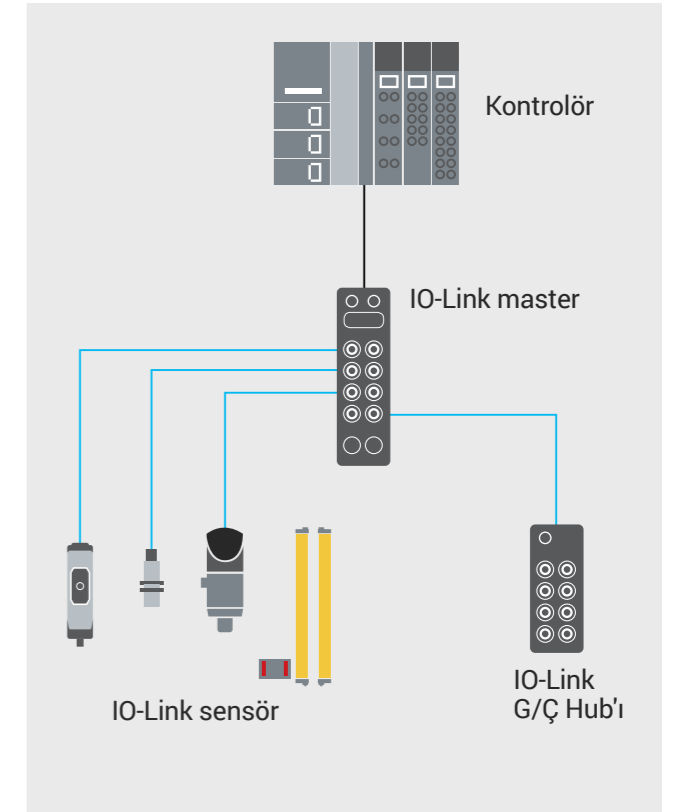 Kontrolör
IO-Link master
IO-Link sensör
IO-Link
G/Ç Hub'ı